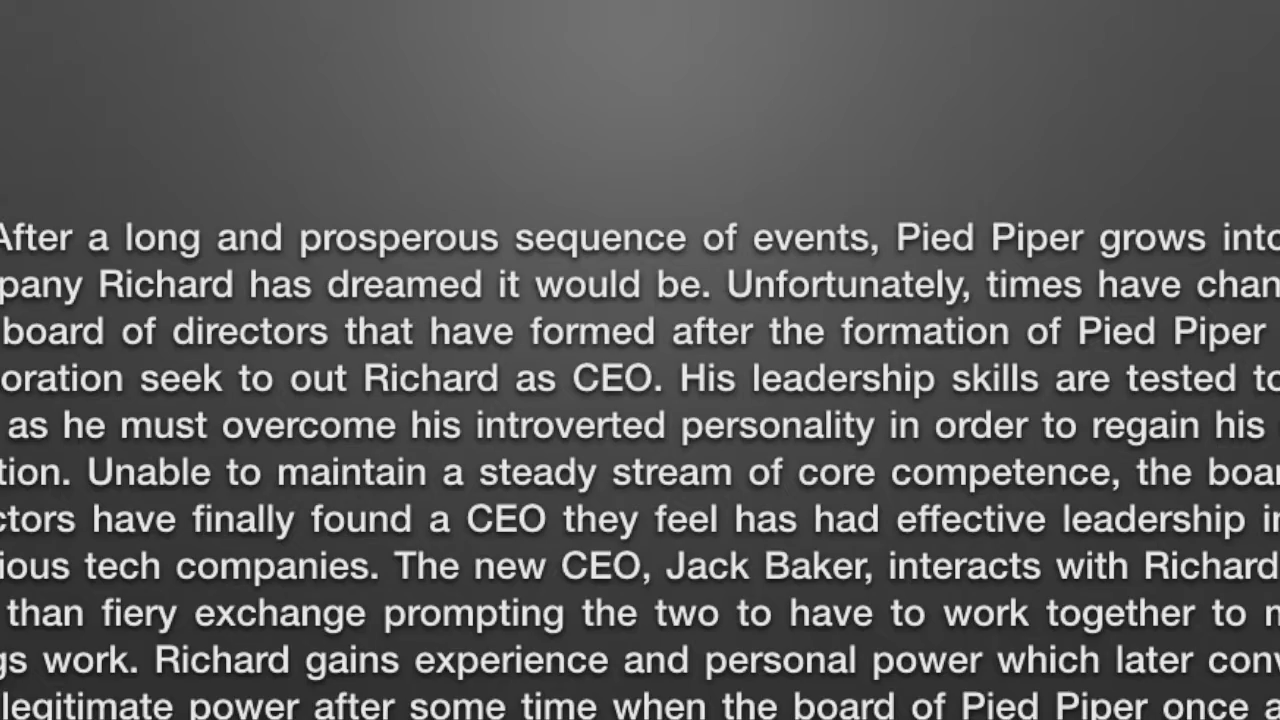 After a long and prosperous sequence of events, Pied Piper grows into
pany Richard has dreamed it would be. Unfortunately, times have chan
board of directors that have formed after the formation of Pied Piper
oration seek to out Richard as CEO. His leadership skills are tested to
as he must overcome his introverted personality in order to regain his
tion. Unable to maintain a steady stream of core competence, the boar
ctors have finally found a CEO they feel has had effective leadership in
ious tech companies. The new CEO, Jack Baker, interacts with Richard
than fiery exchange prompting the two to have to work together to m
gs work. Richard gains experience and personal power which later conv
legitimate power after some time when the board of Pied Piper once a